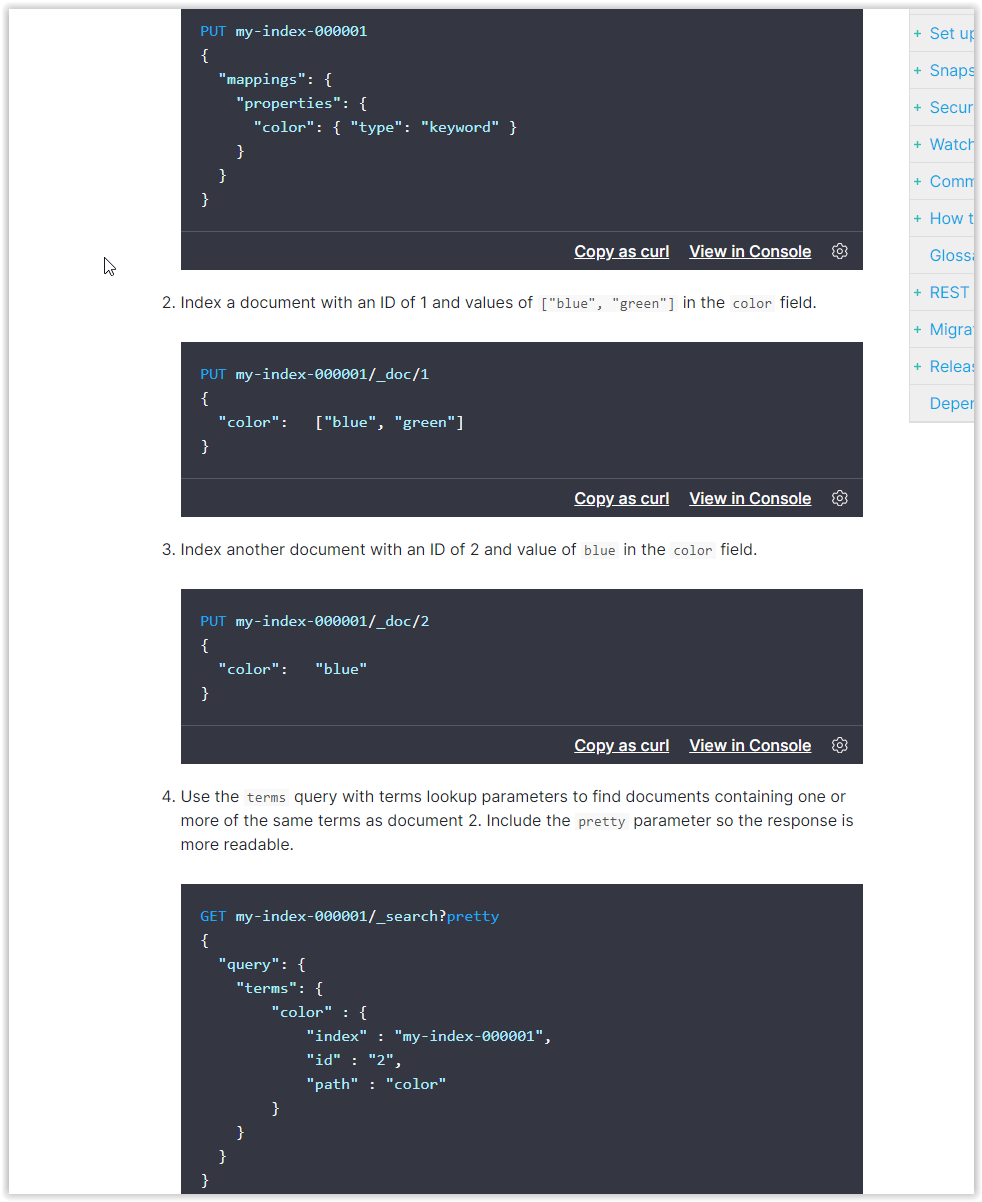 PUT my-index-000001
{
  "mappings": {
    "properties": {
      "color": { "type": "keyword" }
    }
  }
}
Copy as curl View in Console
2. Index a document with an ID of 1 and values of ["blue", "green"] in the color field.
PUT my-index-000001/_doc/1
{
  "color":   ["blue", "green"]
}
Copy as curl View in Console
3. Index another document with an ID of 2 and value of blue in the color field.
PUT my-index-000001/_doc/2
{
  "color":   "blue"
}
Copy as curl View in Console
4. Use the terms query with terms lookup parameters to find documents containing one or
more of the same terms as document 2. Include the pretty parameter so the response is
more readable.
GET my-index-000001/_search?pretty
{
  "query": {
    "terms": {
        "color" : {
            "index" : "my-index-000001",
            "id" : "2",
            "path" : "color"
        }
    }
  }
}
+ Set up
+ Snaps
+ Secur
+ Watch
+ Comm
+ How t
Gloss
+ REST
+ Migra
+ Relea
Deper